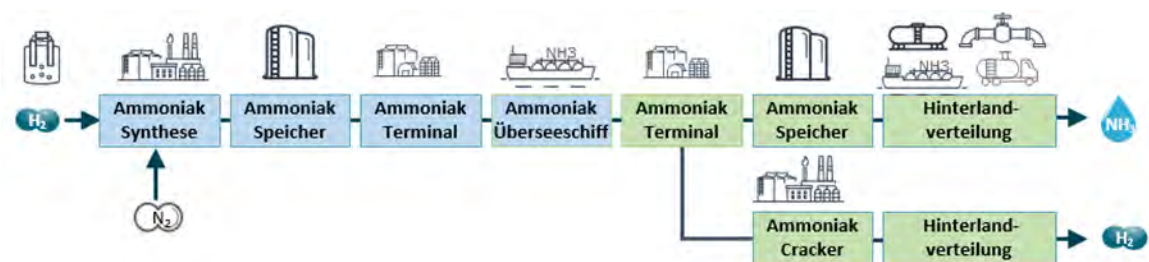 NH3
NH3
H₂
Ammoniak
Synthese
Ammoniak
Speicher
Ammoniak
Terminal
Ammoniak
Überseeschiff
Ammoniak
Terminal
Ammoniak
Speicher
Hinterland-
verteilung
NH₃
N₂
Ammoniak
Cracker
Hinterland-
verteilung
H₂